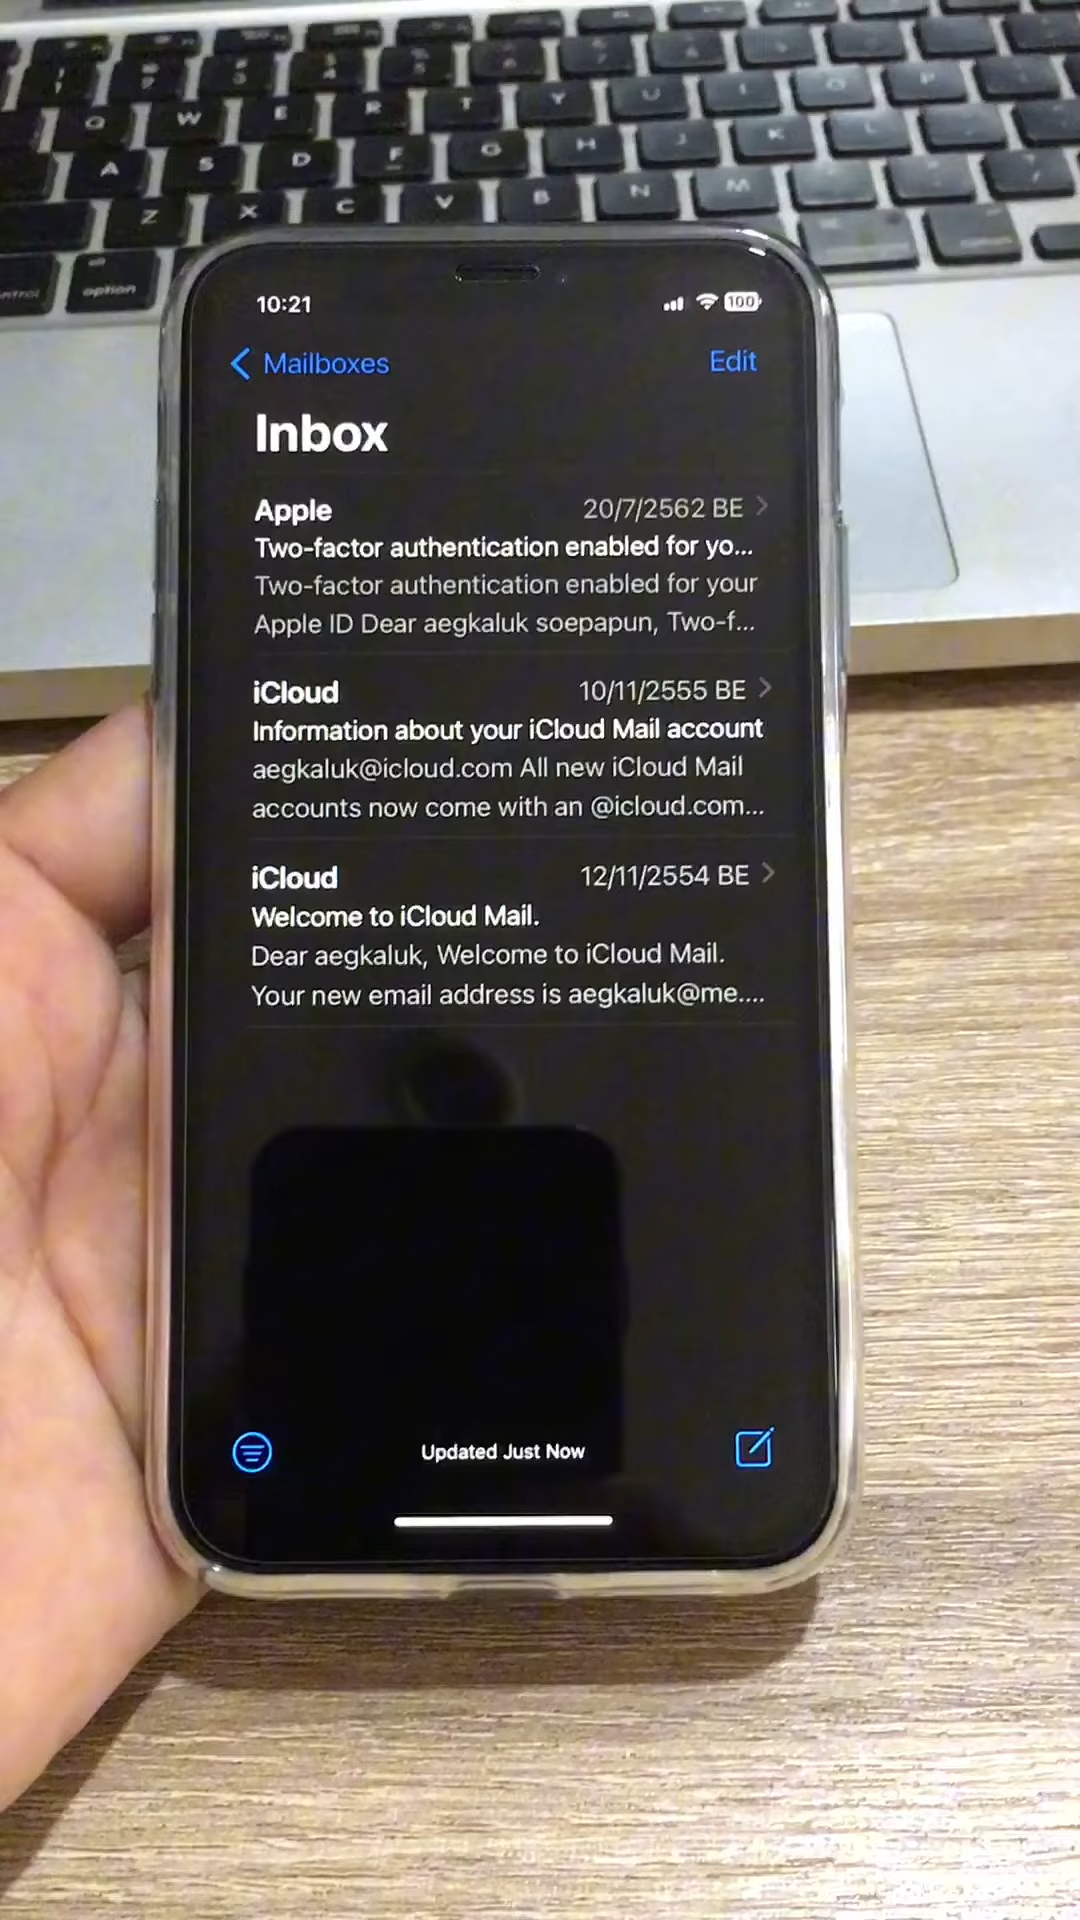 Q W E R T Y U I O P
A S D F G H J K L
Z X C V B N M
option
10:21
100
Mailboxes
Edit
Inbox
Apple 20/7/2562 BE
Two-factor authentication enabled for yo...
Two-factor authentication enabled for your
Apple ID Dear aegkaluk soepapun, Two-f...
iCloud 10/11/2555 BE
Information about your iCloud Mail account
aegkaluk@icloud.com All new iCloud Mail
accounts now come with an @icloud.com...
iCloud 12/11/2554 BE
Welcome to iCloud Mail.
Dear aegkaluk, Welcome to iCloud Mail.
Your new email address is aegkaluk@me....
Updated Just Now